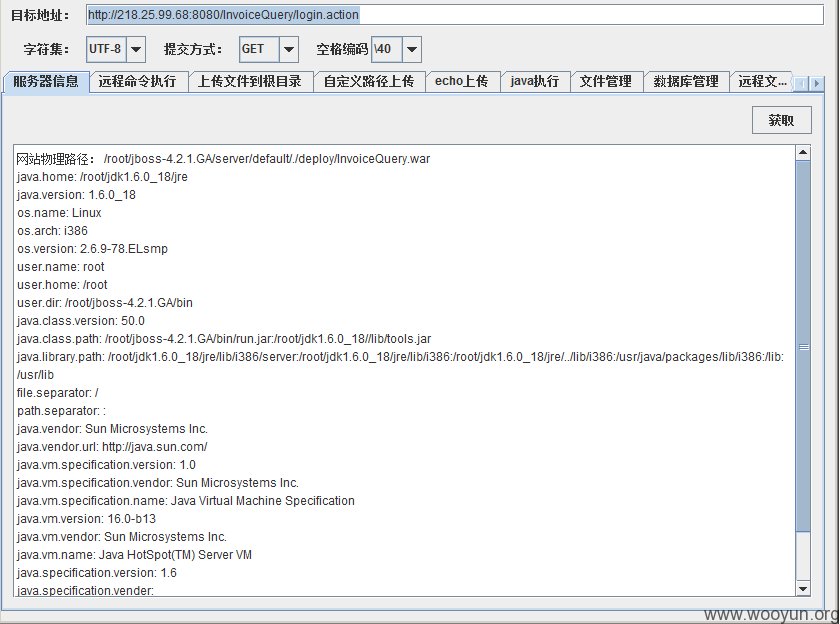 目标地址： http://218.25.99.68:8080/InvoiceQuery/login.action
字符集： UTF-8 提交方式： GET 空格编码 \40
服务器信息 远程命令执行 上传文件到根目录 自定义路径上传 echo上传 java执行 文件管理 数据库管理 远程文...
获取
网站物理路径： /root/jboss-4.2.1.GA/server/default/./deploy/InvoiceQuery.war
java.home: /root/jdk1.6.0_18/jre
java.version: 1.6.0_18
os.name: Linux
os.arch: i386
os.version: 2.6.9-78.ELsmp
user.name: root
user.home: /root
user.dir: /root/jboss-4.2.1.GA/bin
java.class.version: 50.0
java.class.path: /root/jboss-4.2.1.GA/bin/run.jar:/root/jdk1.6.0_18//lib/tools.jar
java.library.path: /root/jdk1.6.0_18/jre/lib/i386/server:/root/jdk1.6.0_18/jre/lib/i386:/root/jdk1.6.0_18/jre/../lib/i386:/usr/java/packages/lib/i386:/lib:
/usr/lib
file.separator: /
path.separator: :
java.vendor: Sun Microsystems Inc.
java.vendor.url: http://java.sun.com/
java.vm.specification.version: 1.0
java.vm.specification.vendor: Sun Microsystems Inc.
java.vm.specification.name: Java Virtual Machine Specification
java.vm.version: 16.0-b13
java.vm.vendor: Sun Microsystems Inc.
java.vm.name: Java HotSpot(TM) Server VM
java.specification.version: 1.6
java.specification.vender:
www.wooyun.org